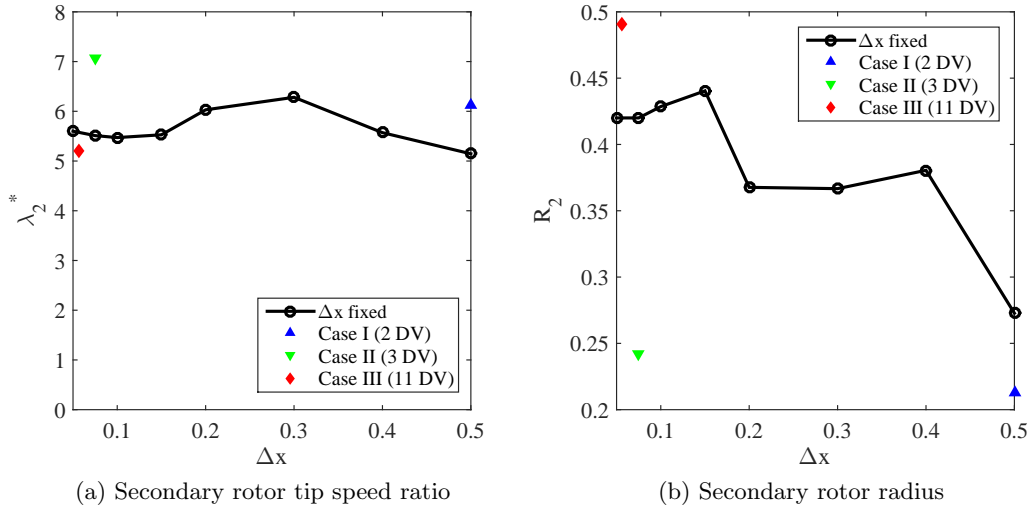 8
7
6
5
4
3
2
1
0
λ₂*
0.1 0.2 0.3 0.4 0.5
Δx
Δx fixed
Case I (2 DV)
Case II (3 DV)
Case III (11 DV)
(a) Secondary rotor tip speed ratio
0.5
0.45
0.4
0.35
0.3
0.25
0.2
R₂
0.1 0.2 0.3 0.4 0.5
Δx
Δx fixed
Case I (2 DV)
Case II (3 DV)
Case III (11 DV)
(b) Secondary rotor radius